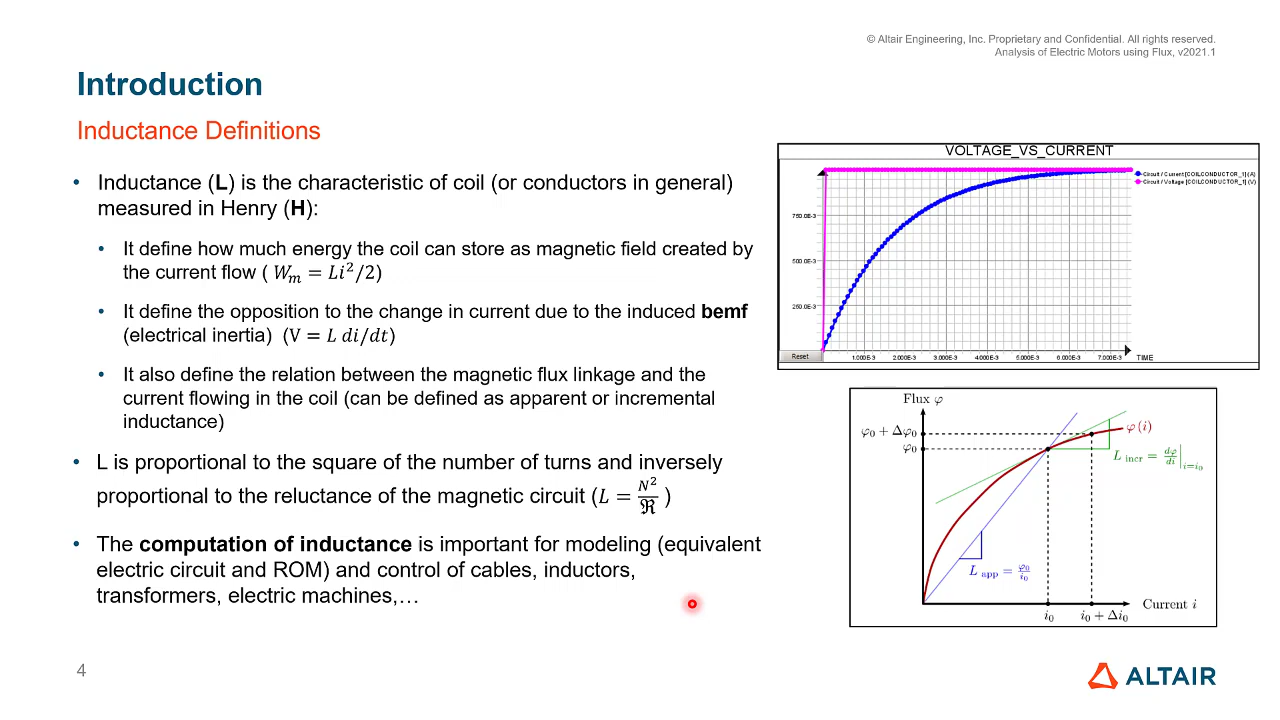 © Altair Engineering, Inc. Proprietary and Confidential. All rights reserved.
Analysis of Electric Motors using Flux, v2021.1
Introduction
Inductance Definitions
• Inductance (L) is the characteristic of coil (or conductors in general)
measured in Henry (H):
• It define how much energy the coil can store as magnetic field created by
the current flow ( Wₘ = Li²/2)
• It define the opposition to the change in current due to the induced bemf
(electrical inertia) (V = L di/dt)
• It also define the relation between the magnetic flux linkage and the
current flowing in the coil (can be defined as apparent or incremental
inductance)
• L is proportional to the square of the number of turns and inversely
proportional to the reluctance of the magnetic circuit (L = N²/ℜ )
• The computation of inductance is important for modeling (equivalent
electric circuit and ROM) and control of cables, inductors,
transformers, electric machines,…
VOLTAGE_VS_CURRENT
Circuit / Current [COILCONDUCTOR_1] (A)
Circuit / Voltage [COILCONDUCTOR_1] (V)
750.0E-3
500.0E-3
250.0E-3
Reset
1.000E-3 2.000E-3 3.000E-3 4.000E-3 5.000E-3 6.000E-3 7.000E-3 TIME
Flux φ
φ₀ + Δφ₀
φ₀
φ(i)
L incr = dφ/di|i=i₀
L app = φ₀/i₀
Current i
i₀ i₀ + Δi₀
4
ALTAIR